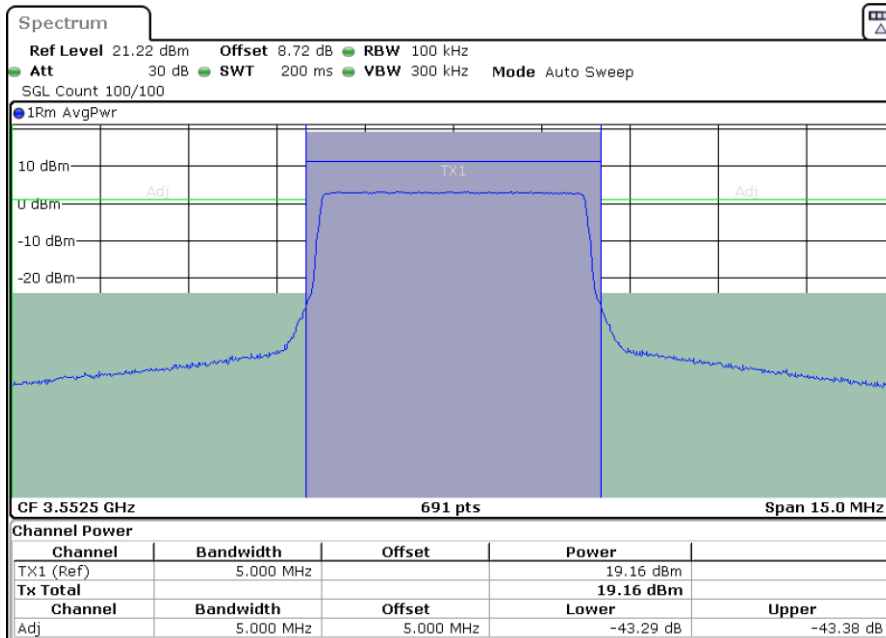 Spectrum
Ref Level 21.22 dBm Offset 8.72 dB RBW 100 kHz
Att 30 dB SWT 200 ms VBW 300 kHz Mode Auto Sweep
SGL Count 100/100
1Rm AvgPwr
10 dBm
TX1
Adj Adj
0 dBm
-10 dBm
-20 dBm
CF 3.5525 GHz 691 pts Span 15.0 MHz
Channel Power
Channel Bandwidth Offset Power
TX1 (Ref) 5.000 MHz 19.16 dBm
Tx Total 19.16 dBm
Channel Bandwidth Offset Lower Upper
Adj 5.000 MHz 5.000 MHz -43.29 dB -43.38 dB